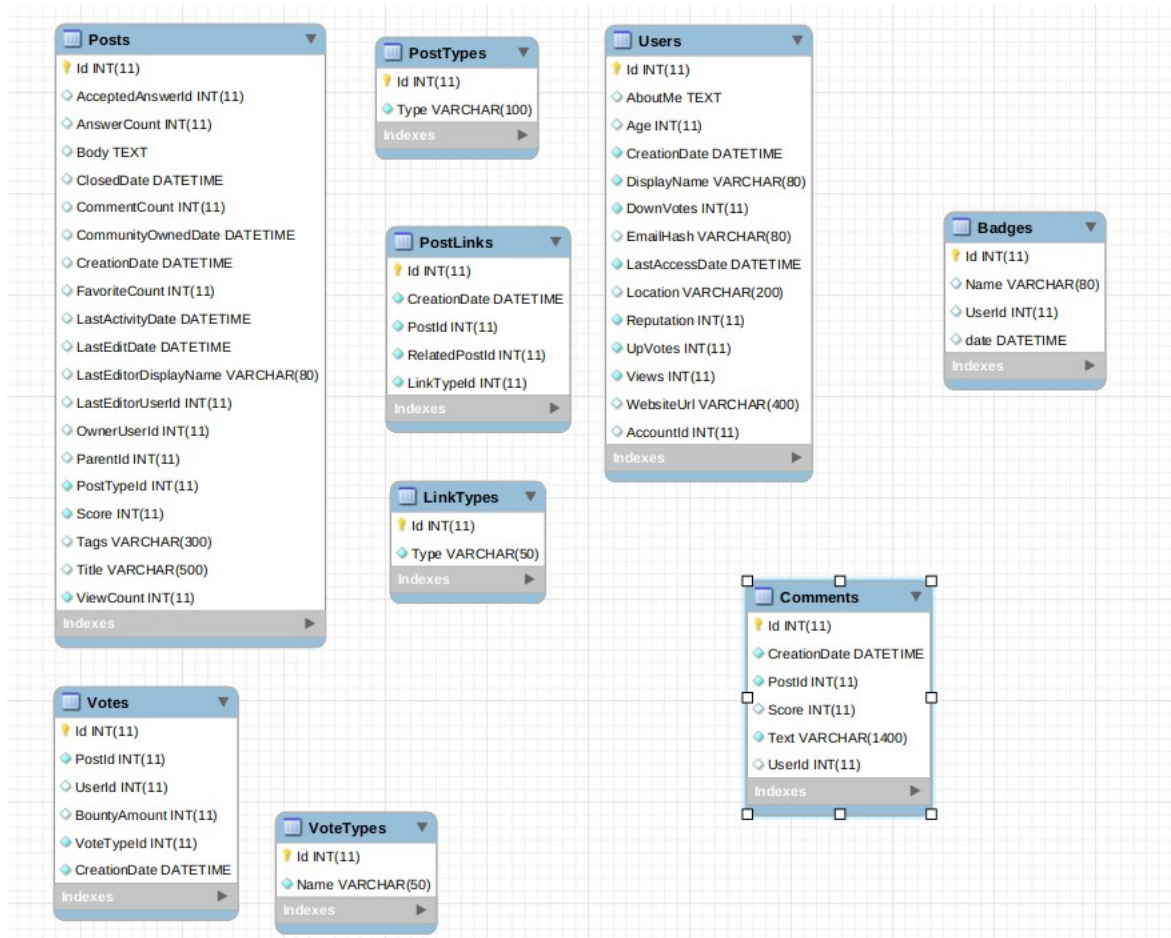 Posts
Id INT(11)
AcceptedAnswerId INT(11)
AnswerCount INT(11)
Body TEXT
ClosedDate DATETIME
CommentCount INT(11)
CommunityOwnedDate DATETIME
CreationDate DATETIME
FavoriteCount INT(11)
LastActivityDate DATETIME
LastEditDate DATETIME
LastEditorDisplayName VARCHAR(80)
LastEditorUserId INT(11)
OwnerUserId INT(11)
ParentId INT(11)
PostTypeId INT(11)
Score INT(11)
Tags VARCHAR(300)
Title VARCHAR(500)
ViewCount INT(11)
Indexes
PostTypes
Id INT(11)
Type VARCHAR(100)
Indexes
PostLinks
Id INT(11)
CreationDate DATETIME
PostId INT(11)
RelatedPostId INT(11)
LinkTypeId INT(11)
Indexes
LinkTypes
Id INT(11)
Type VARCHAR(50)
Indexes
Users
Id INT(11)
AboutMe TEXT
Age INT(11)
CreationDate DATETIME
DisplayName VARCHAR(80)
DownVotes INT(11)
EmailHash VARCHAR(80)
LastAccessDate DATETIME
Location VARCHAR(200)
Reputation INT(11)
UpVotes INT(11)
Views INT(11)
WebsiteUrl VARCHAR(400)
AccountId INT(11)
Indexes
Badges
Id INT(11)
Name VARCHAR(80)
UserId INT(11)
date DATETIME
Indexes
Comments
Id INT(11)
CreationDate DATETIME
PostId INT(11)
Score INT(11)
Text VARCHAR(1400)
UserId INT(11)
Indexes
Votes
Id INT(11)
PostId INT(11)
UserId INT(11)
BountyAmount INT(11)
VoteTypeId INT(11)
CreationDate DATETIME
Indexes
VoteTypes
Id INT(11)
Name VARCHAR(50)
Indexes